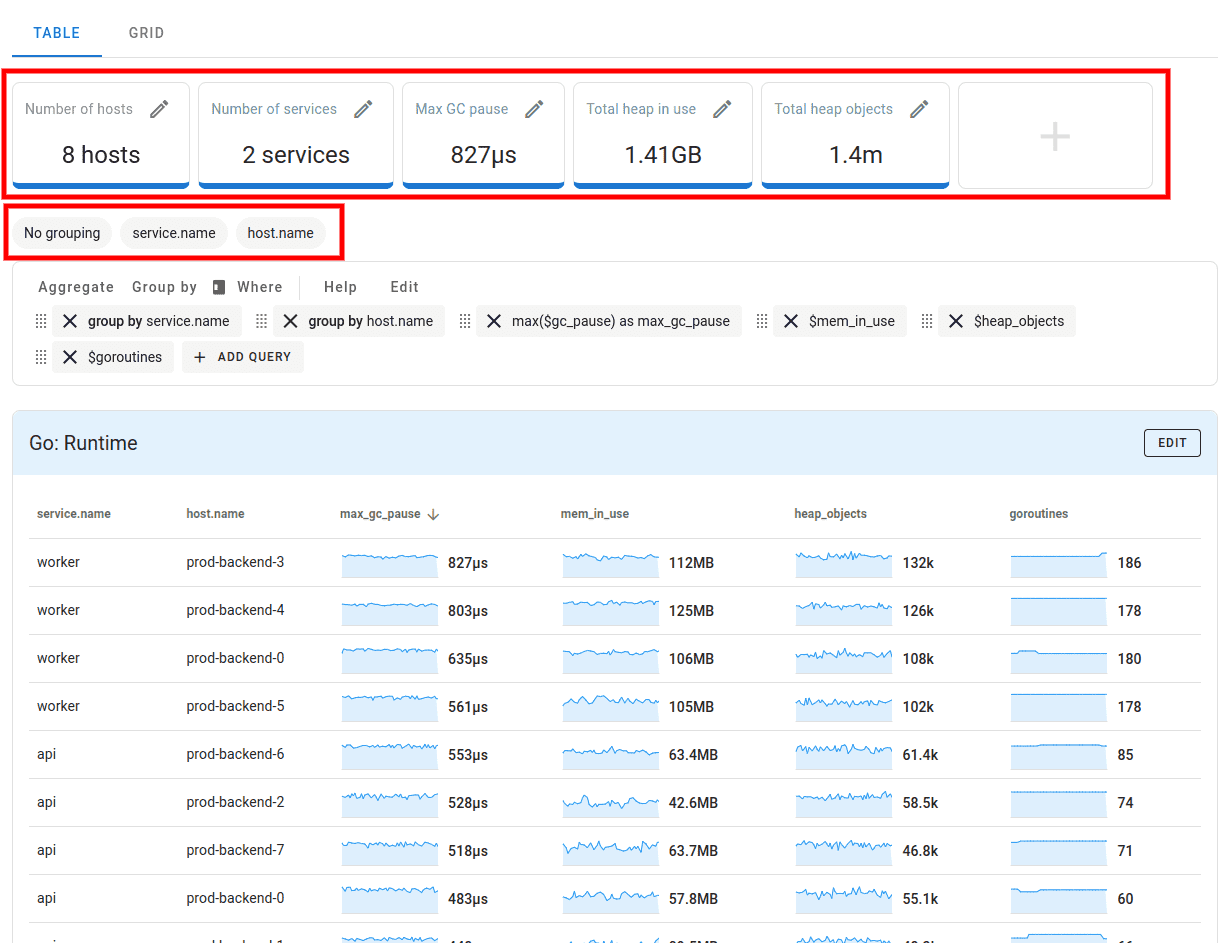 TABLE GRID
Number of hosts Number of services Max GC pause Total heap in use Total heap objects
8 hosts 2 services 827µs 1.41GB 1.4m
No grouping service.name host.name
Aggregate Group by Where Help Edit
group by service.name group by host.name max($gc_pause) as max_gc_pause $mem_in_use $heap_objects
$goroutines + ADD QUERY
Go: Runtime EDIT
service.name host.name max_gc_pause mem_in_use heap_objects goroutines
worker prod-backend-3 827µs 112MB 132k 186
worker prod-backend-4 803µs 125MB 126k 178
worker prod-backend-0 635µs 106MB 108k 180
worker prod-backend-5 561µs 105MB 102k 178
api prod-backend-6 553µs 63.4MB 61.4k 85
api prod-backend-2 528µs 42.6MB 58.5k 74
api prod-backend-7 518µs 63.7MB 46.8k 71
api prod-backend-0 483µs 57.8MB 55.1k 60